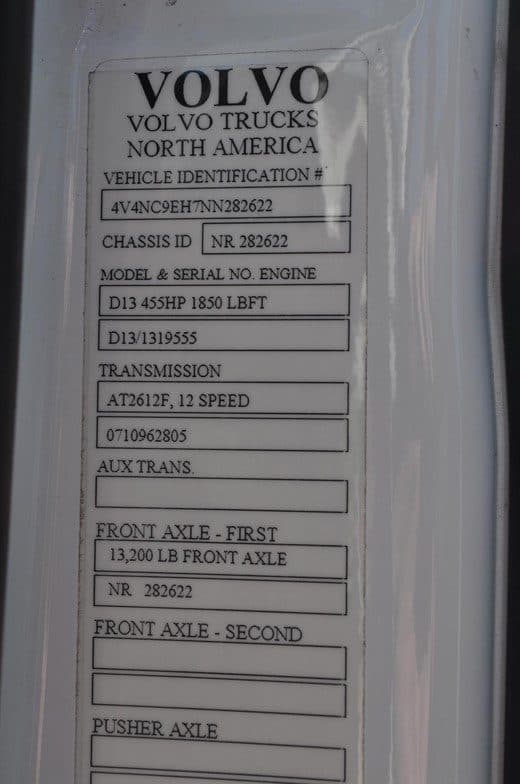 VOLVO
VOLVO TRUCKS
NORTH AMERICA
VEHICLE IDENTIFICATION #
4V4NC9EH7NN282622
CHASSIS ID NR 282622
MODEL & SERIAL NO. ENGINE
D13 455HP 1850 LBFT
D13/1319555
TRANSMISSION
AT2612F, 12 SPEED
0710962805
AUX TRANS.
FRONT AXLE - FIRST
13,200 LB FRONT AXLE
NR 282622
FRONT AXLE - SECOND
PUSHER AXLE